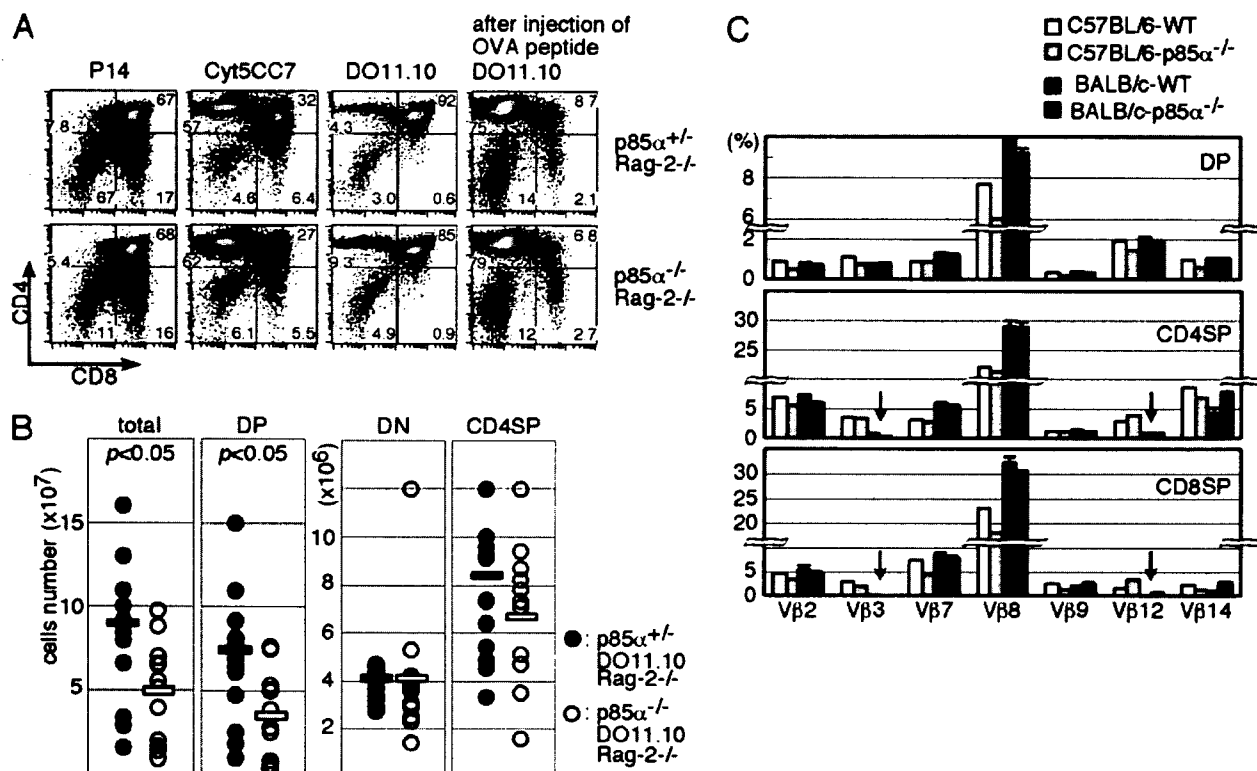 A
P14
Cyt5CC7
DO11.10
after injection of
OVA peptide
DO11.10
67
7.8
67
17
32
57
4.6
6.4
92
4.3
3.0
0.6
8 7
75
14
2.1
p85α+/-
Rag-2-/-
68
5.4
11
16
27
62
6.1
5.5
85
9.3
4.9
0.9
6 8
79
12
2.7
p85α-/-
Rag-2-/-
CD4
CD8
B
total
p<0.05
DP
p<0.05
DN
CD4SP
cells number (x10⁷)
15
10
5
(x10⁶)
10
8
6
4
2
: p85α+/-
DO11.10
Rag-2-/-
: p85α-/-
DO11.10
Rag-2-/-
C
C57BL/6-WT
C57BL/6-p85α-/-
BALB/c-WT
BALB/c-p85α-/-
(%)
DP
8
6
2
0
CD4SP
30
25
5
0
CD8SP
30
25
20
5
0
Vβ2 Vβ3 Vβ7 Vβ8 Vβ9 Vβ12 Vβ14